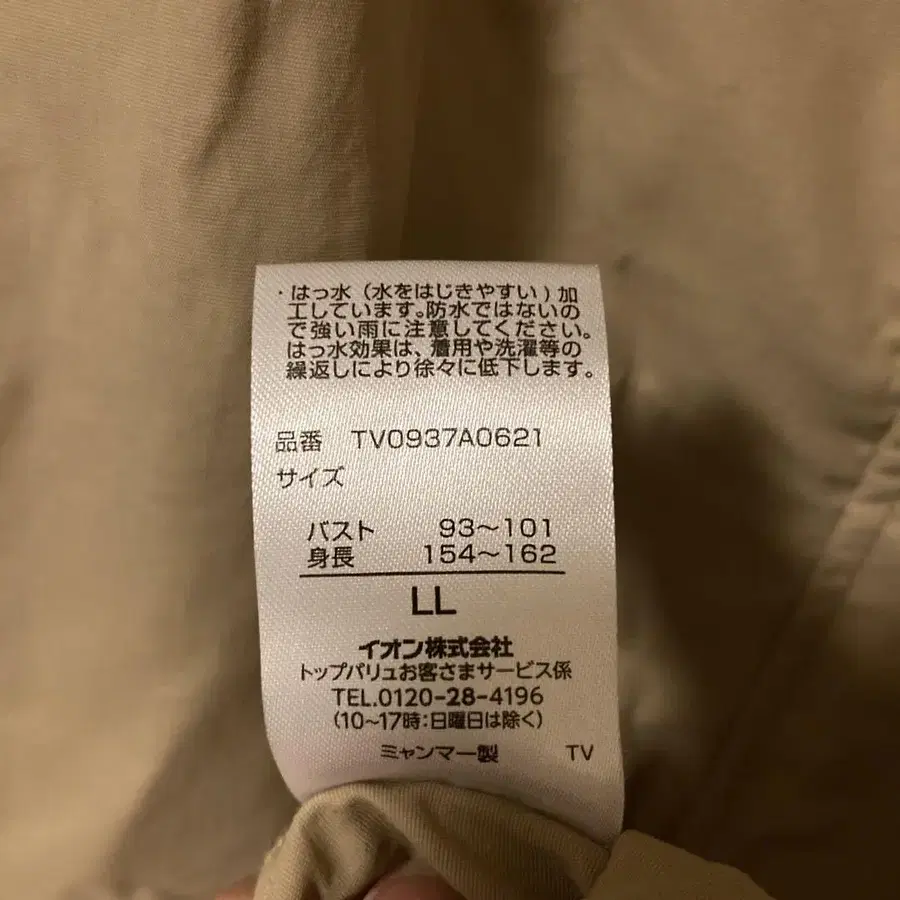 ・はっ水（水をはじきやすい）加
工しています。防水ではないの
で強い雨に注意してください。
はっ水効果は、着用や洗濯等の
繰返しにより徐々に低下します。
品番 TV0937A0621
サイズ
バスト 93〜101
身長 154〜162
LL
イオン株式会社
トップバリュお客さまサービス係
TEL.0120-28-4196
（10〜17時：日曜日は除く）
ミャンマー製 TV